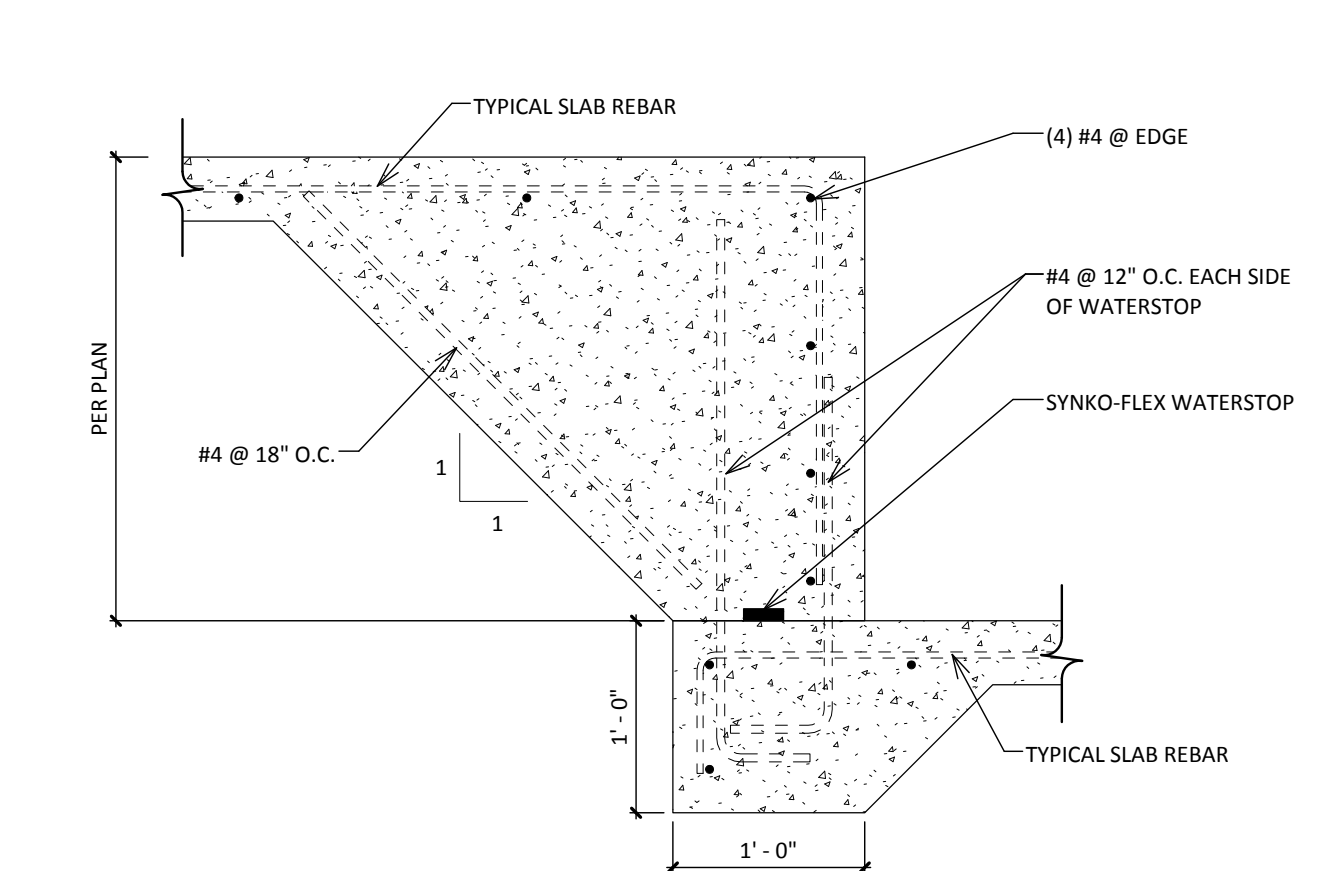 TYPICAL SLAB REBAR
(4) #4 @ EDGE
#4 @ 12" O.C. EACH SIDE
OF WATERSTOP
PER PLAN
SYNKO-FLEX WATERSTOP
#4 @ 18" O.C.
1
1
1' - 0"
TYPICAL SLAB REBAR
1' - 0"